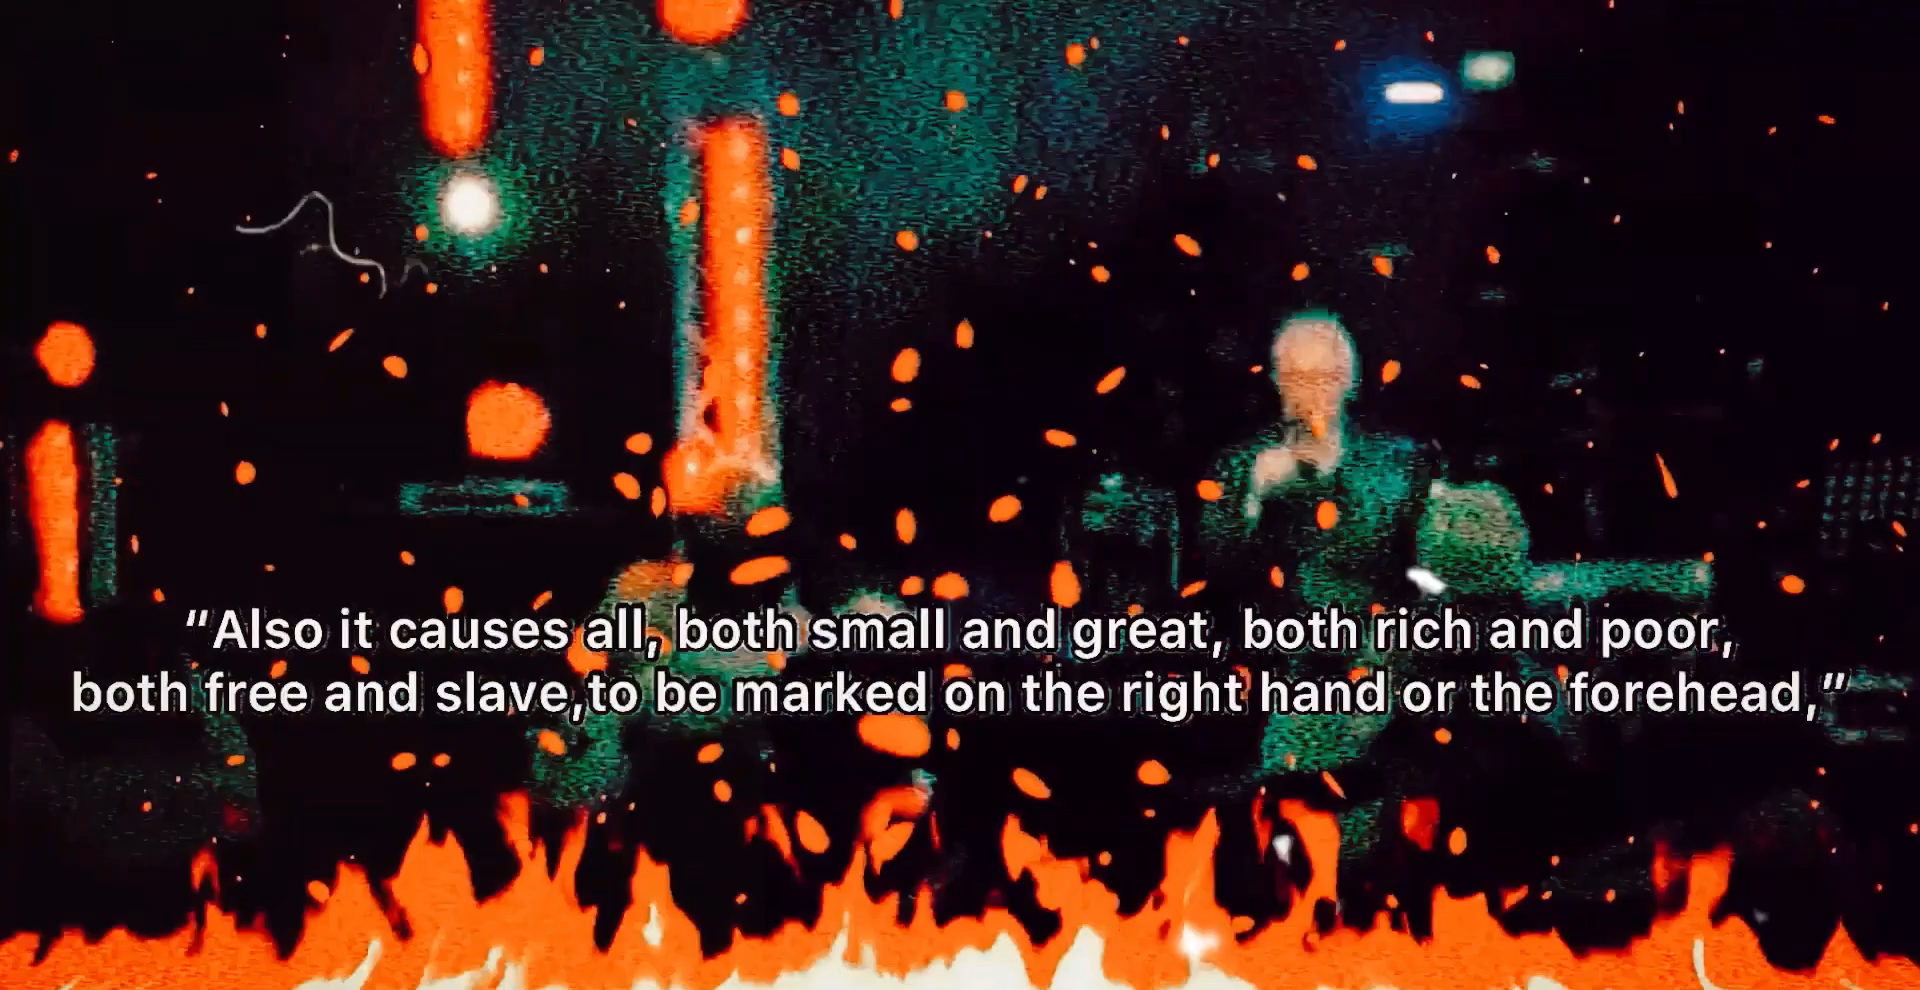 “Also it causes all, both small and great, both rich and poor,
both free and slave,to be marked on the right hand or the forehead,”